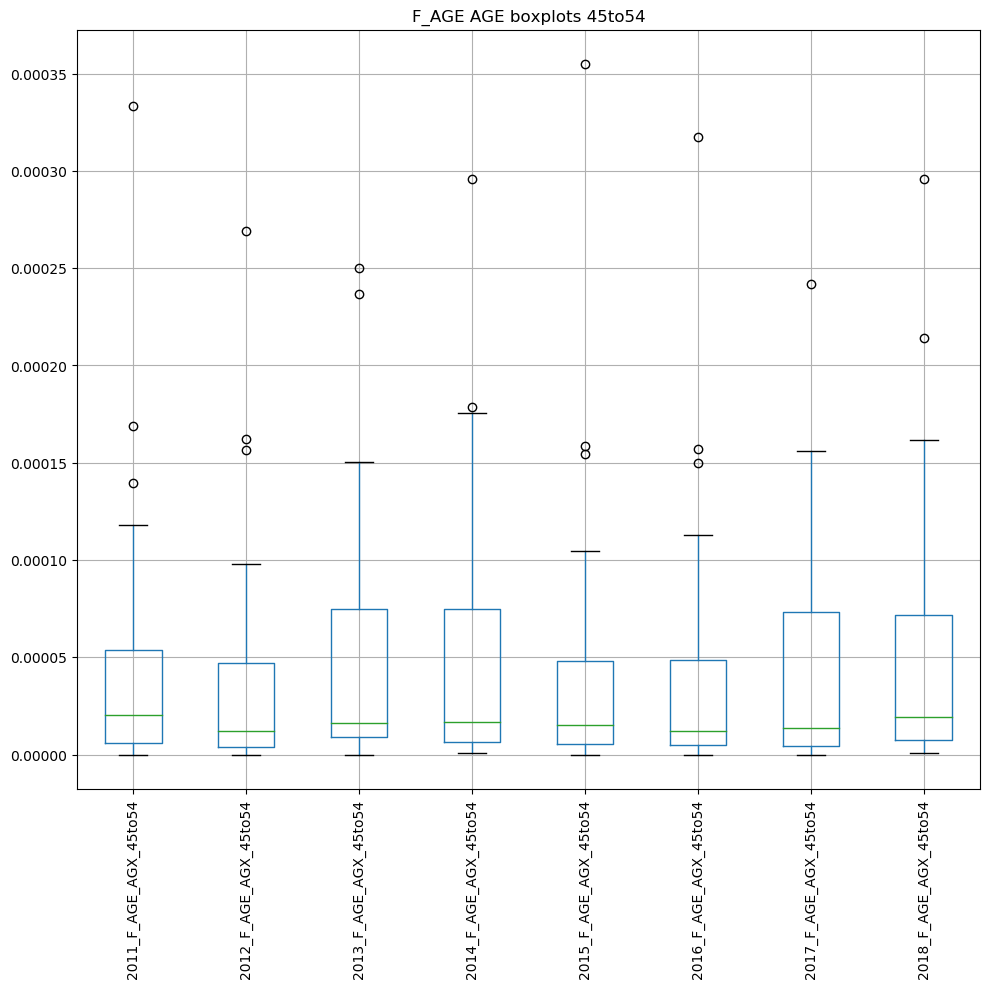 F_AGE AGE boxplots 45to54
0.00035
0.00030
0.00025
0.00020
0.00015
0.00010
0.00005
0.00000
2011_F_AGE_AGX_45to54
2012_F_AGE_AGX_45to54
2013_F_AGE_AGX_45to54
2014_F_AGE_AGX_45to54
2015_F_AGE_AGX_45to54
2016_F_AGE_AGX_45to54
2017_F_AGE_AGX_45to54
2018_F_AGE_AGX_45to54